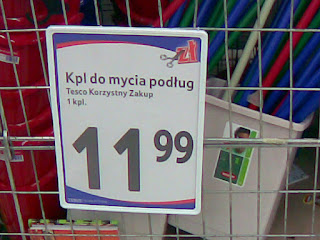 zł
Kpl do mycia podług
Tesco Korzystny Zakup
1 kpl.
11 99